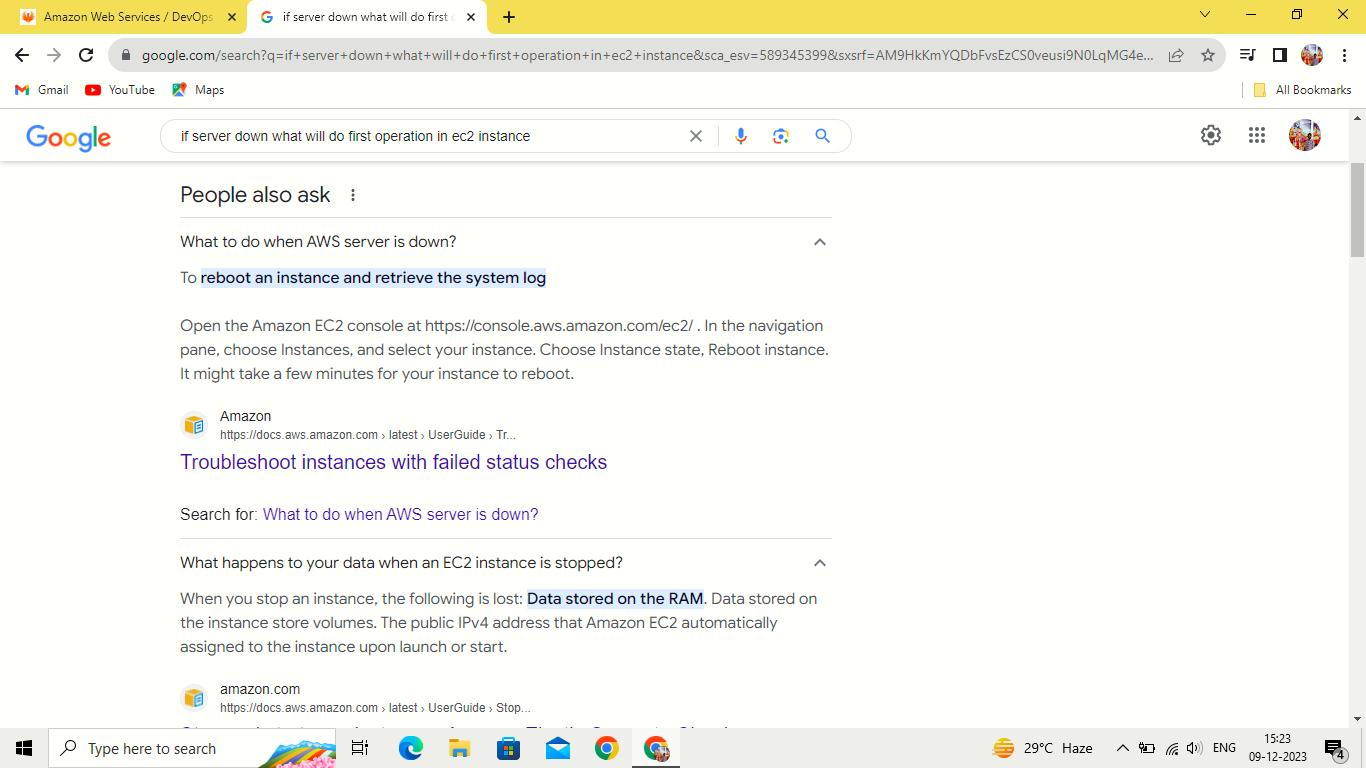 Amazon Web Services / DevOps
if server down what will do first o
google.com/search?q=if+server+down+what+will+do+first+operation+in+ec2+instance&sca_esv=589345399&sxsrf=AM9HkKmYQDbFvsEzCS0veusi9N0LqMG4e...
Gmail
YouTube
Maps
All Bookmarks
Google
if server down what will do first operation in ec2 instance
People also ask
What to do when AWS server is down?
To reboot an instance and retrieve the system log
Open the Amazon EC2 console at https://console.aws.amazon.com/ec2/ . In the navigation
pane, choose Instances, and select your instance. Choose Instance state, Reboot instance.
It might take a few minutes for your instance to reboot.
Amazon
https://docs.aws.amazon.com › latest › UserGuide › Tr...
Troubleshoot instances with failed status checks
Search for: What to do when AWS server is down?
What happens to your data when an EC2 instance is stopped?
When you stop an instance, the following is lost: Data stored on the RAM. Data stored on
the instance store volumes. The public IPv4 address that Amazon EC2 automatically
assigned to the instance upon launch or start.
amazon.com
https://docs.aws.amazon.com › latest › UserGuide › Stop...
Type here to search
29°C Haze
ENG
15:23
09-12-2023
4